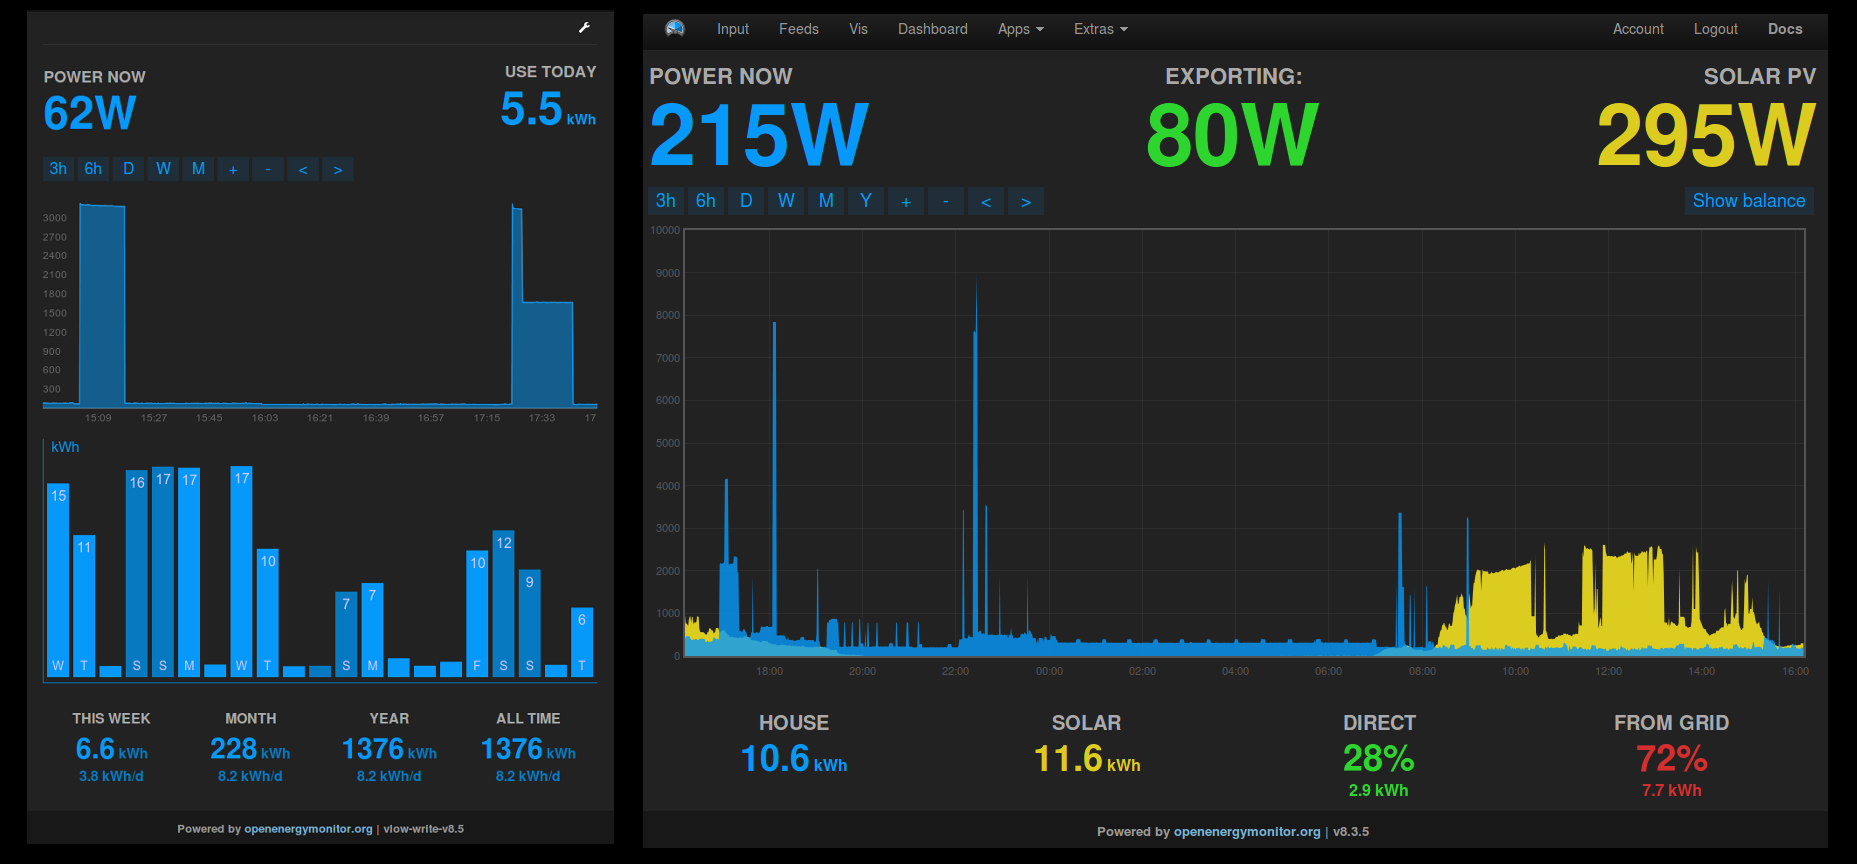 POWER NOW
62W
USE TODAY
5.5 kWh
3h 6h D W M + - < >
3000
2700
2400
2100
1800
1500
1200
900
600
300
15:09 15:27 15:45 16:03 16:21 16:39 16:57 17:15 17:33 17
kWh
15 11 16 17 17 17 10 7 7 10 12 9 6
W T S S M W T S M F S S T
THIS WEEK MONTH YEAR ALL TIME
6.6 kWh 228 kWh 1376 kWh 1376 kWh
3.8 kWh/d 8.2 kWh/d 8.2 kWh/d 8.2 kWh/d
Powered by openenergymonitor.org | vlow-write-v8.5
Input Feeds Vis Dashboard Apps Extras Account Logout Docs
POWER NOW EXPORTING: SOLAR PV
215W 80W 295W
3h 6h D W M Y + - < > Show balance
10000
9000
8000
7000
6000
5000
4000
3000
2000
1000
0
18:00 20:00 22:00 00:00 02:00 04:00 06:00 08:00 10:00 12:00 14:00 16:00
HOUSE SOLAR DIRECT FROM GRID
10.6 kWh 11.6 kWh 28% 72%
2.9 kWh 7.7 kWh
Powered by openenergymonitor.org | v8.3.5